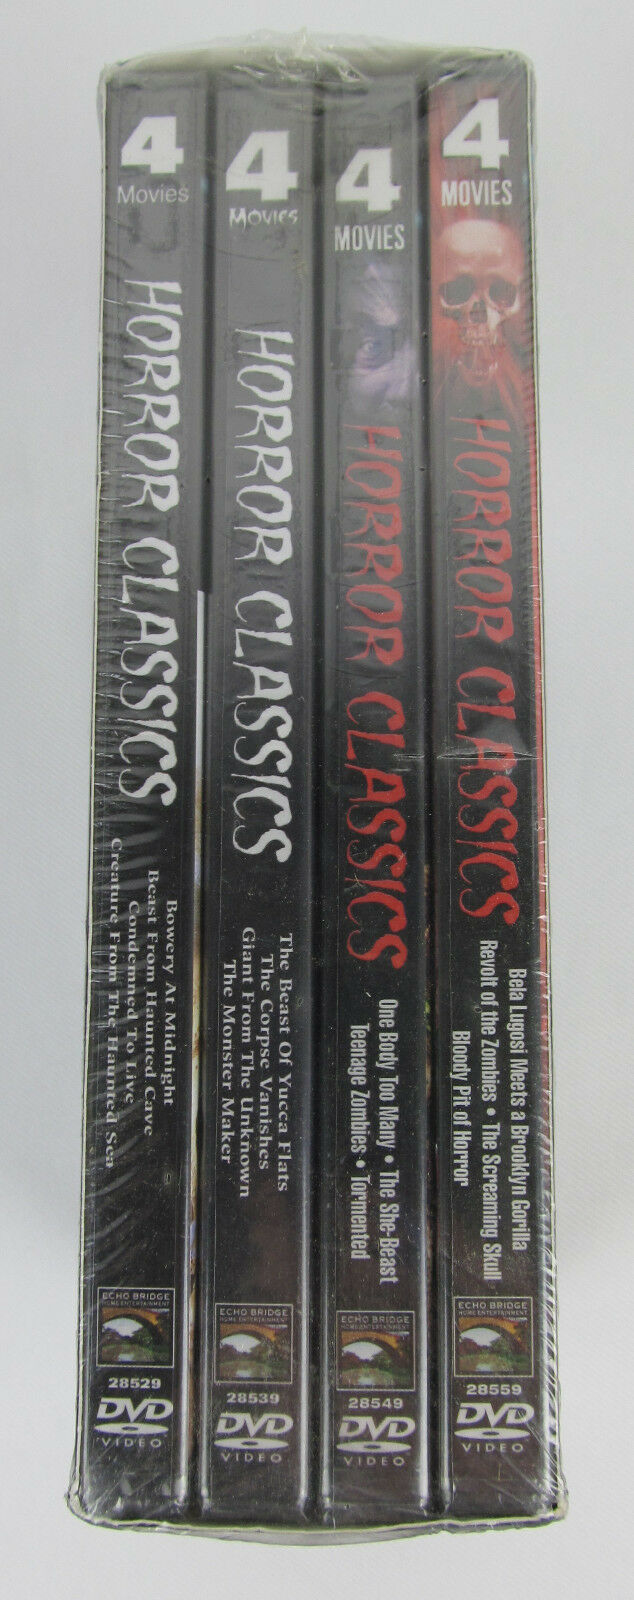 4
Movies
HORROR CLASSICS
Bowery At Midnight
Beast From Haunted Cave
Condemned To Live
Creature From The Haunted Sea
ECHO BRIDGE
HOME ENTERTAINMENT
28529
DVD
VIDEO
4
Movies
HORROR CLASSICS
The Beast Of Yucca Flats
The Corpse Vanishes
Giant From The Unknown
The Monster Maker
ECHO BRIDGE
HOME ENTERTAINMENT
28539
DVD
VIDEO
4
MOVIES
HORROR CLASSICS
One Body Too Many • The She-Beast
Teenage Zombies • Tormented
ECHO BRIDGE
HOME ENTERTAINMENT
28549
DVD
VIDEO
4
MOVIES
HORROR CLASSICS
Bela Lugosi Meets a Brooklyn Gorilla
Revolt of the Zombies • The Screaming Skull
Bloody Pit of Horror
ECHO BRIDGE
HOME ENTERTAINMENT
28559
DVD
VIDEO